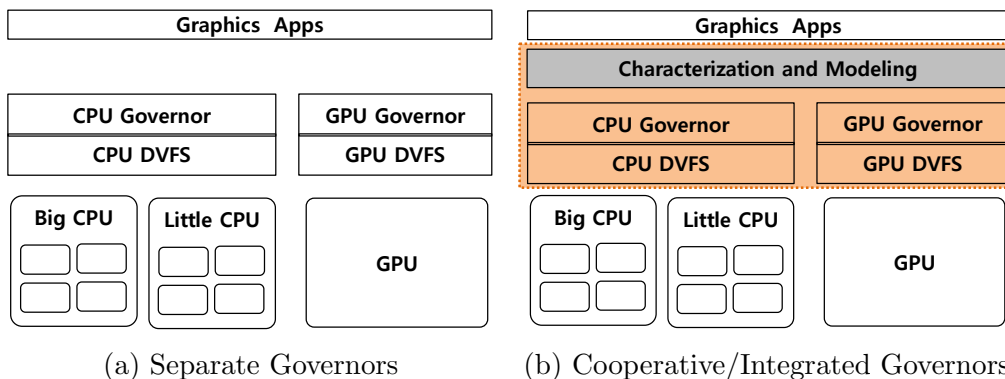 Graphics Apps
CPU Governor
GPU Governor
CPU DVFS
GPU DVFS
Big CPU
Little CPU
GPU
(a) Separate Governors
Graphics Apps
Characterization and Modeling
CPU Governor
GPU Governor
CPU DVFS
GPU DVFS
Big CPU
Little CPU
GPU
(b) Cooperative/Integrated Governors